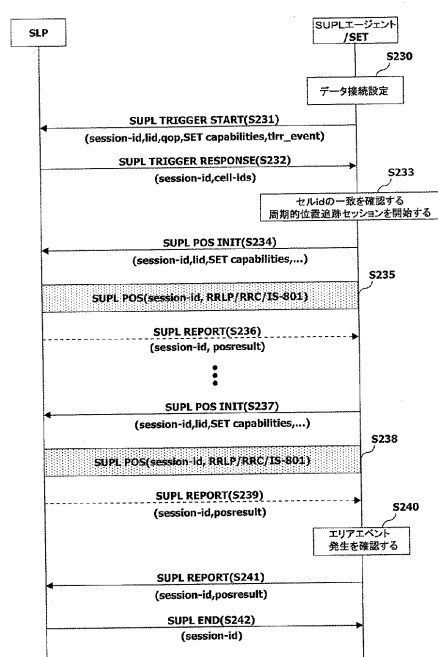 SLP
SUPLエージェント
/SET
S230
データ接続設定
SUPL TRIGGER START(S231)
(session-id,lid,qop,SET capabilities,tlrr_event)
SUPL TRIGGER RESPONSE(S232)
(session-id,cell-ids)
S233
セルidの一致を確認する
周期的位置追跡セッションを開始する
SUPL POS INIT(S234)
(session-id,lid,SET capabilities,...)
S235
SUPL POS(session-id, RRLP/RRC/IS-801)
SUPL REPORT(S236)
(session-id, posresult)
SUPL POS INIT(S237)
(session-id,lid,SET capabilities,...)
S238
SUPL POS(session-id, RRLP/RRC/IS-801)
SUPL REPORT(S239)
(session-id,posresult)
S240
エリアエベント
発生を確認する
SUPL REPORT(S241)
(session-id,posresult)
SUPL END(S242)
(session-id)